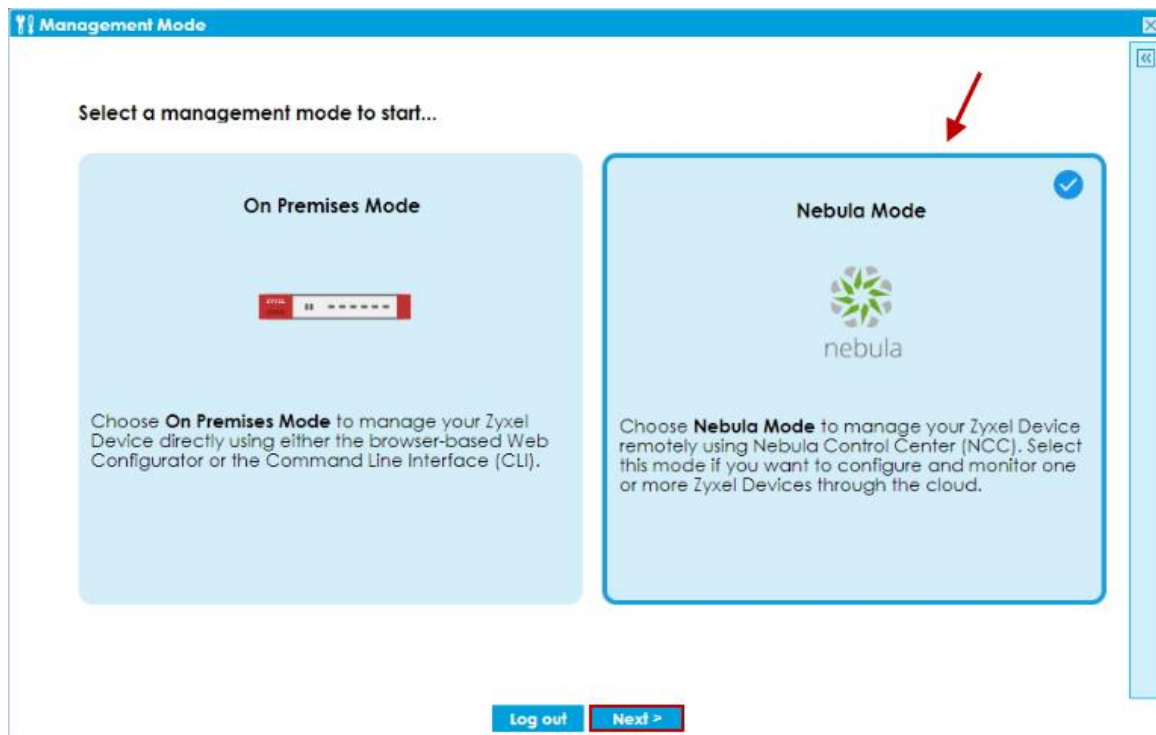 Management Mode
Select a management mode to start...
On Premises Mode
ZYXEL
Choose On Premises Mode to manage your Zyxel
Device directly using either the browser-based Web
Configurator or the Command Line Interface (CLI).
Nebula Mode
nebula
Choose Nebula Mode to manage your Zyxel Device
remotely using Nebula Control Center (NCC). Select
this mode if you want to configure and monitor one
or more Zyxel Devices through the cloud.
Log out
Next >